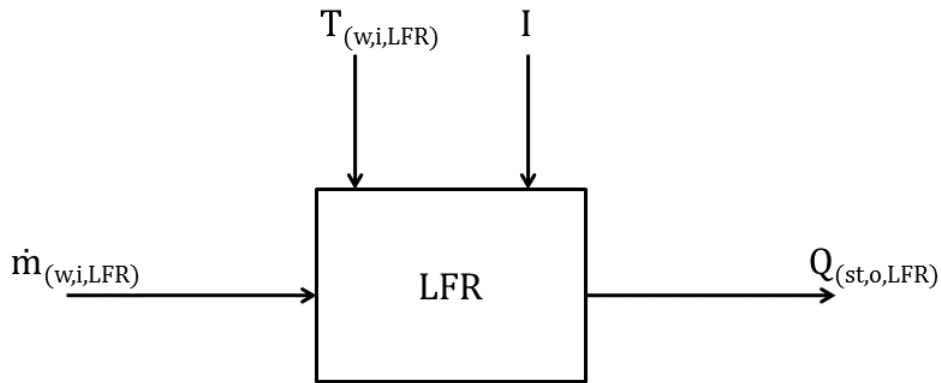 T(w,i,LFR)
I
ṁ(w,i,LFR)
LFR
Q(st,o,LFR)